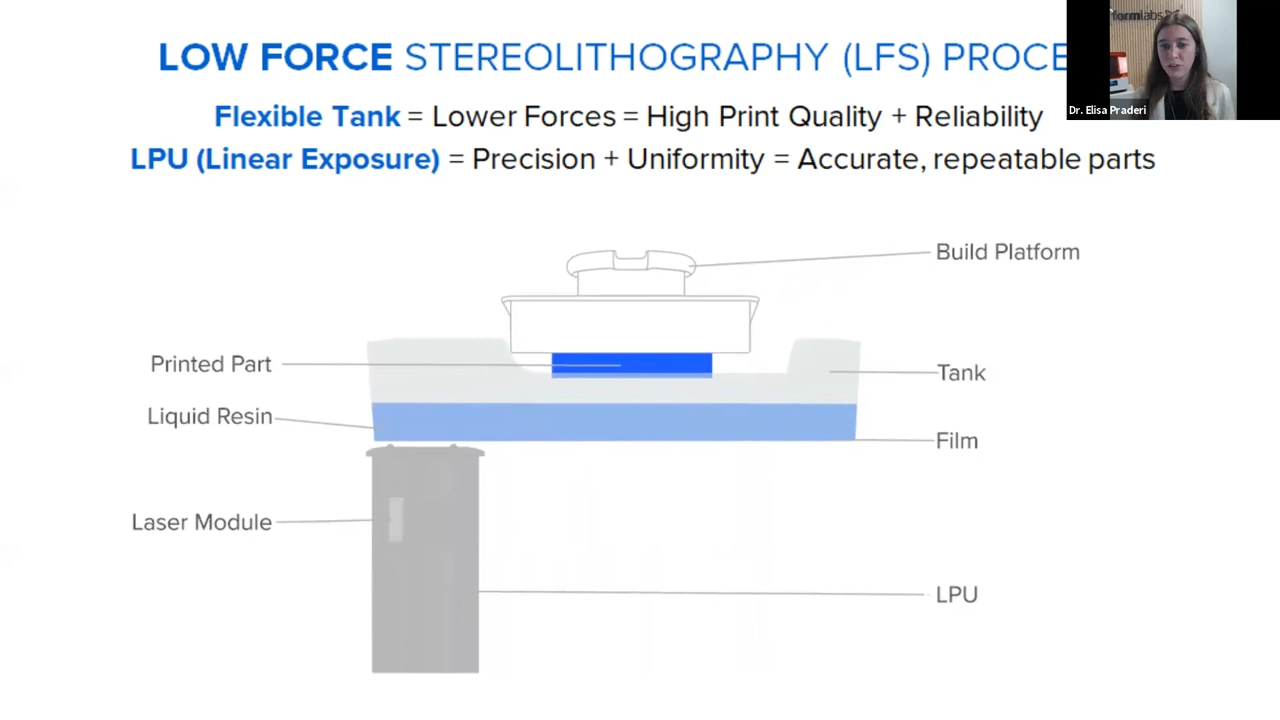 LOW FORCE STEREOLITHOGRAPHY (LFS) PROCE
formlabs
Dr. Elisa Praderi
Flexible Tank = Lower Forces = High Print Quality + Reliability
LPU (Linear Exposure) = Precision + Uniformity = Accurate, repeatable parts
Build Platform
Printed Part
Tank
Liquid Resin
Film
Laser Module
LPU